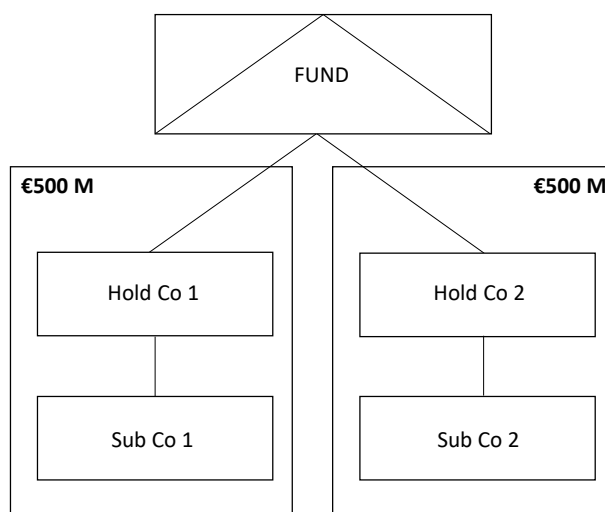 FUND
€500 M
€500 M
Hold Co 1
Hold Co 2
Sub Co 1
Sub Co 2